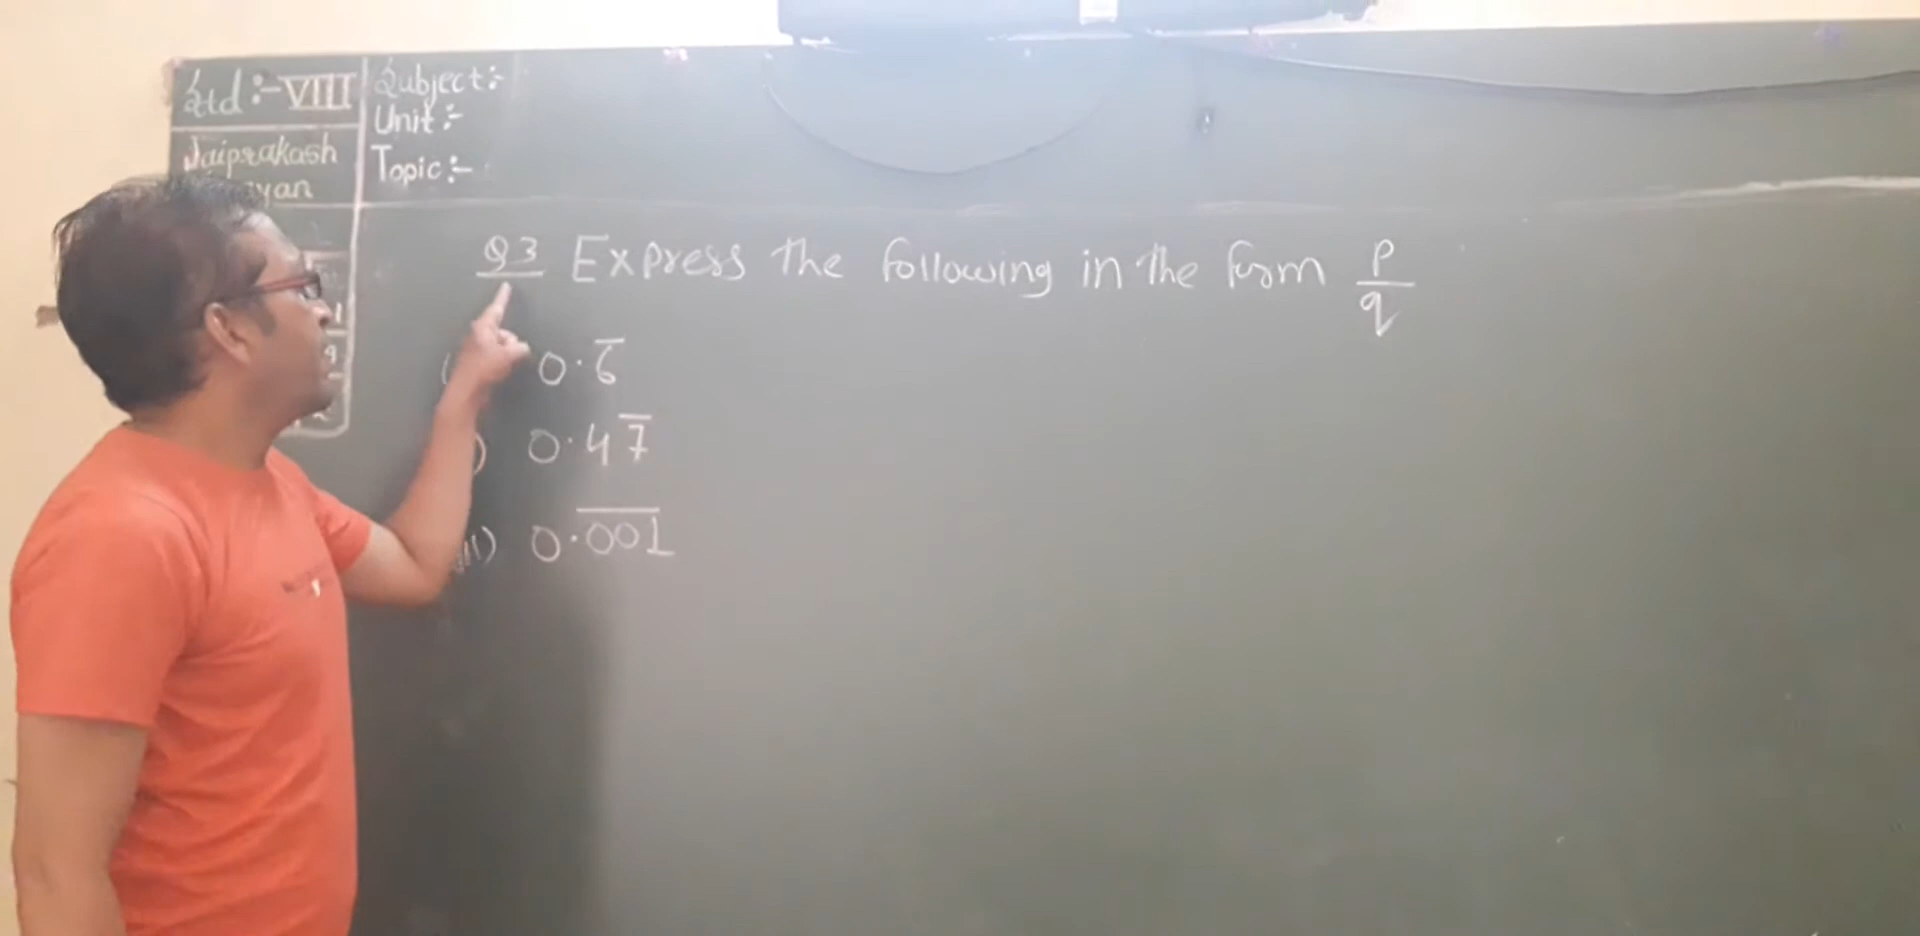 Std :- VIII
Subject :-
Unit :-
Topic :-
Jaiprakash
Q3 Express the following in the form p/q
0.6̅
0.47̅
) 0.0̅0̅1̅